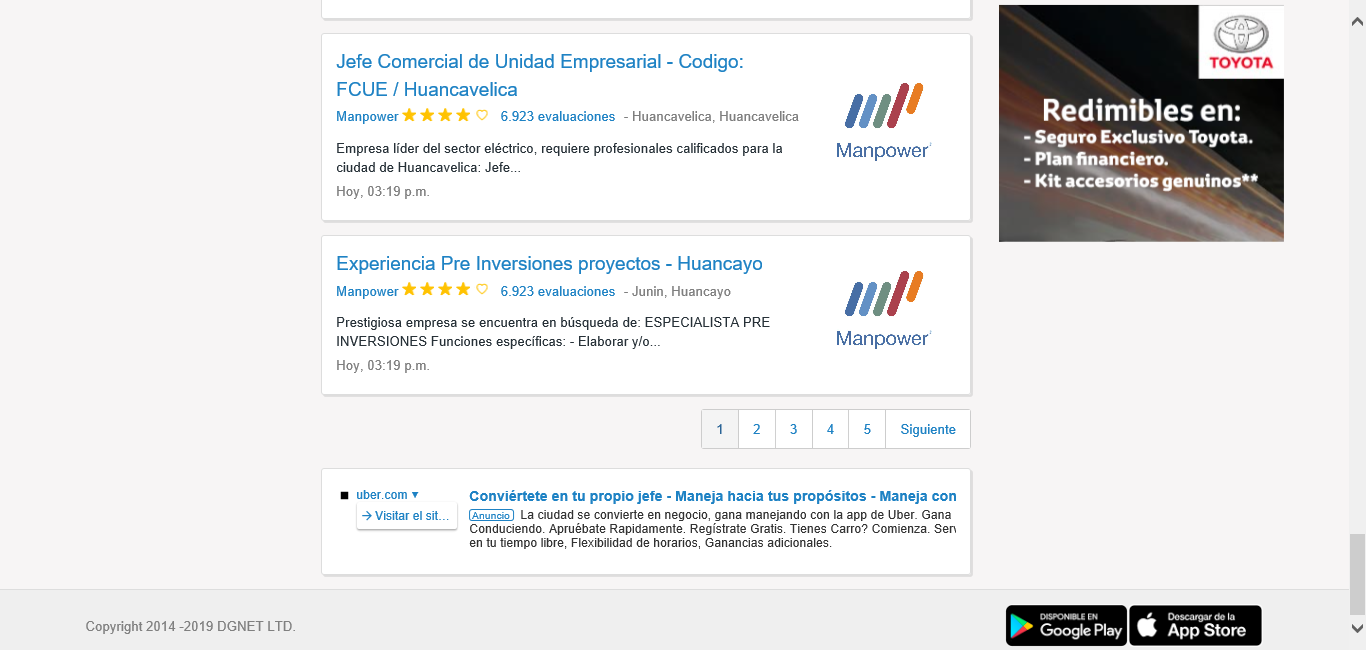 Jefe Comercial de Unidad Empresarial - Codigo:
FCUE / Huancavelica
Manpower 6.923 evaluaciones - Huancavelica, Huancavelica
Empresa líder del sector eléctrico, requiere profesionales calificados para la
ciudad de Huancavelica: Jefe...
Hoy, 03:19 p.m.
Manpower
Experiencia Pre Inversiones proyectos - Huancayo
Manpower 6.923 evaluaciones - Junin, Huancayo
Prestigiosa empresa se encuentra en búsqueda de: ESPECIALISTA PRE
INVERSIONES Funciones específicas: - Elaborar y/o...
Hoy, 03:19 p.m.
Manpower
1 2 3 4 5 Siguiente
uber.com
Visitar el sit...
Conviértete en tu propio jefe - Maneja hacia tus propósitos - Maneja con
Anuncio La ciudad se convierte en negocio, gana manejando con la app de Uber. Gana
Conduciendo. Apruébate Rapidamente. Regístrate Gratis. Tienes Carro? Comienza. Serv
en tu tiempo libre, Flexibilidad de horarios, Ganancias adicionales.
TOYOTA
Redimibles en:
- Seguro Exclusivo Toyota.
- Plan financiero.
- Kit accesorios genuinos**
Copyright 2014 -2019 DGNET LTD.
DISPONIBLE EN
Google Play
Descargar de la
App Store